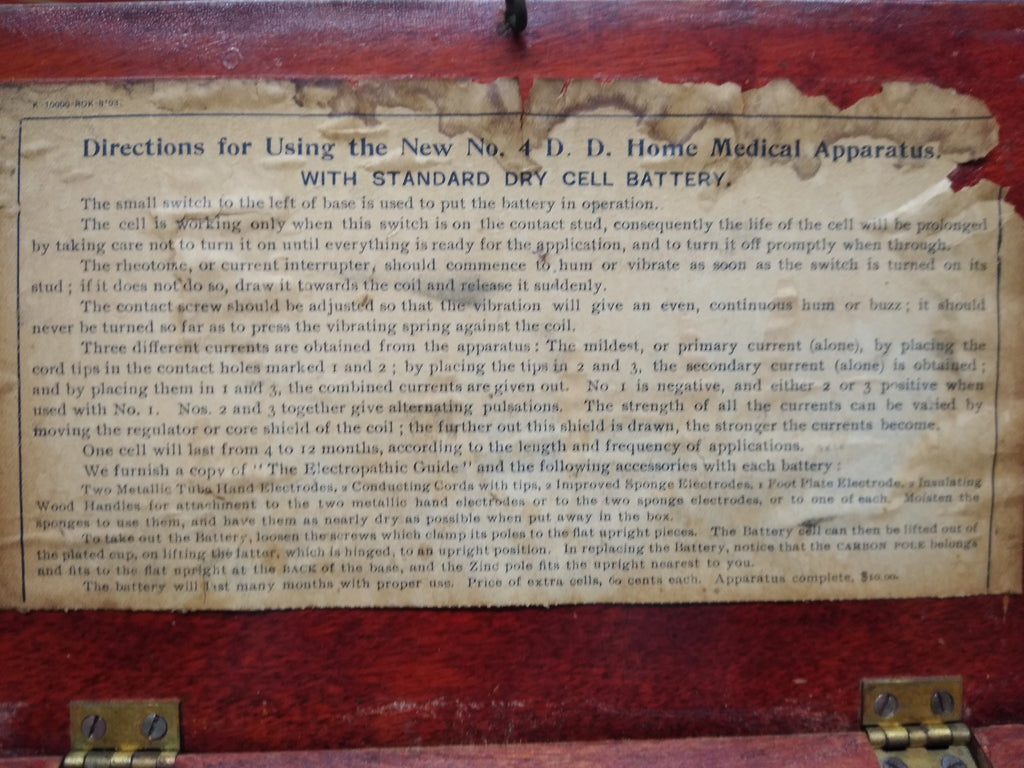 Directions for Using the New No. 4 D. D. Home Medical Apparatus.
WITH STANDARD DRY CELL BATTERY.
The small switch to the left of base is used to put the battery in operation.
The cell is working only when this switch is on the contact stud, consequently the life of the cell will be prolonged
by taking care not to turn it on until everything is ready for the application, and to turn it off promptly when through.
The rheotome, or current interrupter, should commence to hum or vibrate as soon as the switch is turned on its
stud ; if it does not do so, draw it towards the coil and release it suddenly.
The contact screw should be adjusted so that the vibration will give an even, continuous hum or buzz ; it should
never be turned so far as to press the vibrating spring against the coil.
Three different currents are obtained from the apparatus : The mildest, or primary current (alone), by placing the
cord tips in the contact holes marked 1 and 2 ; by placing the tips in 2 and 3, the secondary current (alone) is obtained ;
and by placing them in 1 and 3, the combined currents are given out. No 1 is negative, and either 2 or 3 positive when
used with No. 1. Nos. 2 and 3 together give alternating pulsations. The strength of all the currents can be varied by
moving the regulator or core shield of the coil ; the further out this shield is drawn, the stronger the currents become.
One cell will last from 4 to 12 months, according to the length and frequency of applications.
We furnish a copy of "The Electropathic Guide" and the following accessories with each battery :
Two Metallic Tube Hand Electrodes, 2 Conducting Cords with tips, 2 Improved Sponge Electrodes, 1 Foot Plate Electrode, 2 Insulating
Wood Handles for attachment to the two metallic hand electrodes or to the two sponge electrodes, or to one of each. Moisten the
sponges to use them, and have them as nearly dry as possible when put away in the box.
To take out the Battery, loosen the screws which clamp its poles to the flat upright pieces. The Battery cell can then be lifted out of
the plated cup, on lifting the latter, which is hinged, to an upright position. In replacing the Battery, notice that the CARBON POLE belongs
and fits to the flat upright at the BACK of the base, and the Zinc pole fits the upright nearest to you.
The battery will last many months with proper use. Price of extra cells, 60 cents each. Apparatus complete, $10.00.